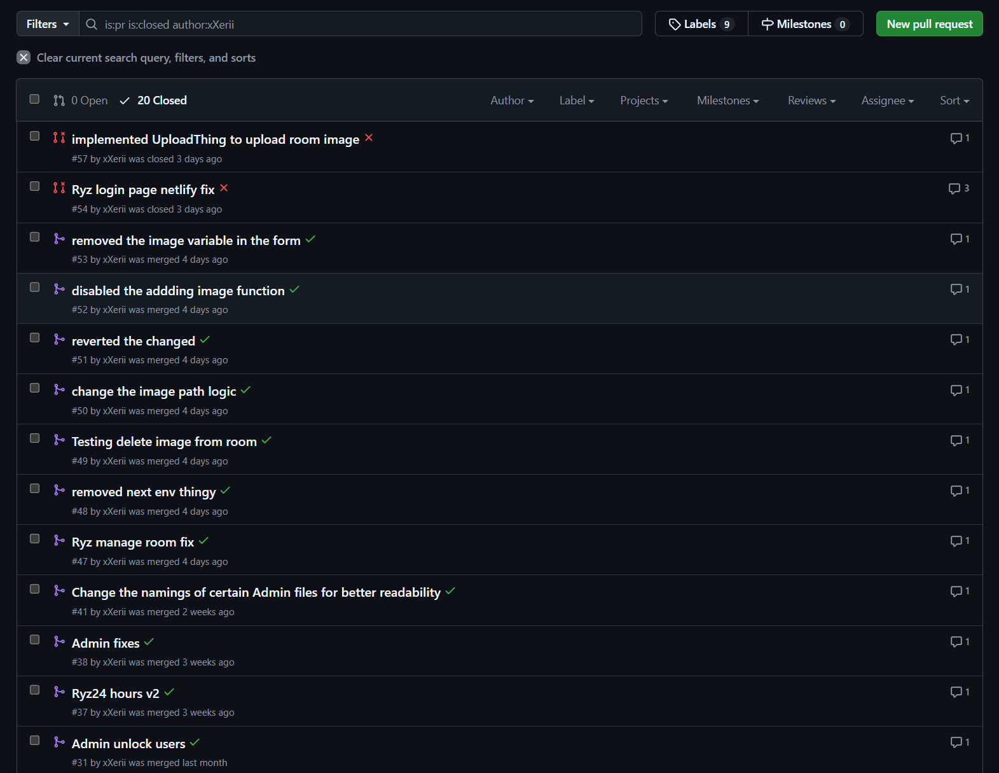 Filters is:pr is:closed author:xXerii Labels 9 Milestones 0 New pull request
Clear current search query, filters, and sorts
0 Open 20 Closed Author Label Projects Milestones Reviews Assignee Sort
implemented UploadThing to upload room image 1
#57 by xXerii was closed 3 days ago
Ryz login page netlify fix 3
#54 by xXerii was closed 3 days ago
removed the image variable in the form 1
#53 by xXerii was merged 4 days ago
disabled the addding image function 1
#52 by xXerii was merged 4 days ago
reverted the changed 1
#51 by xXerii was merged 4 days ago
change the image path logic 1
#50 by xXerii was merged 4 days ago
Testing delete image from room 1
#49 by xXerii was merged 4 days ago
removed next env thingy 1
#48 by xXerii was merged 4 days ago
Ryz manage room fix 1
#47 by xXerii was merged 4 days ago
Change the namings of certain Admin files for better readability 1
#41 by xXerii was merged 2 weeks ago
Admin fixes 1
#38 by xXerii was merged 3 weeks ago
Ryz24 hours v2 1
#37 by xXerii was merged 3 weeks ago
Admin unlock users 1
#31 by xXerii was merged last month